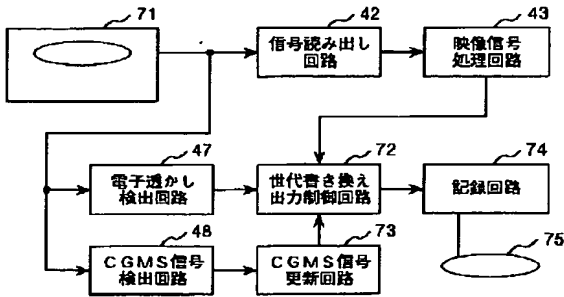 71
42
信号読み出し
回路
43
映像信号
処理回路
47
電子透かし
検出回路
72
世代書き換え
出力制御回路
74
記録回路
48
CGMS信号
検出回路
73
CGMS信号
更新回路
75